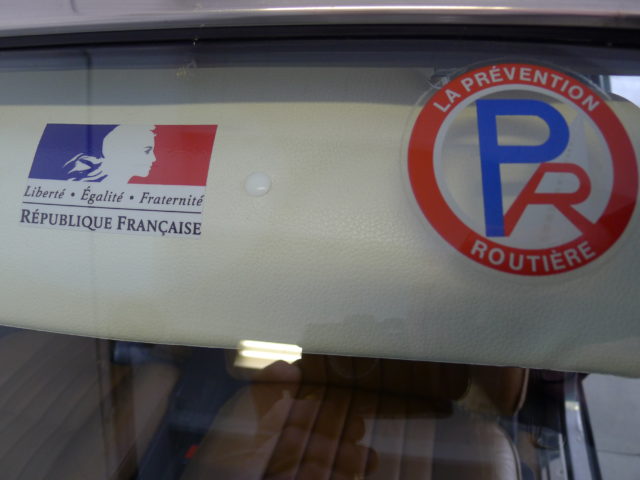 Liberté • Égalité • Fraternité
RÉPUBLIQUE FRANÇAISE
LA PRÉVENTION
PR
ROUTIÈRE